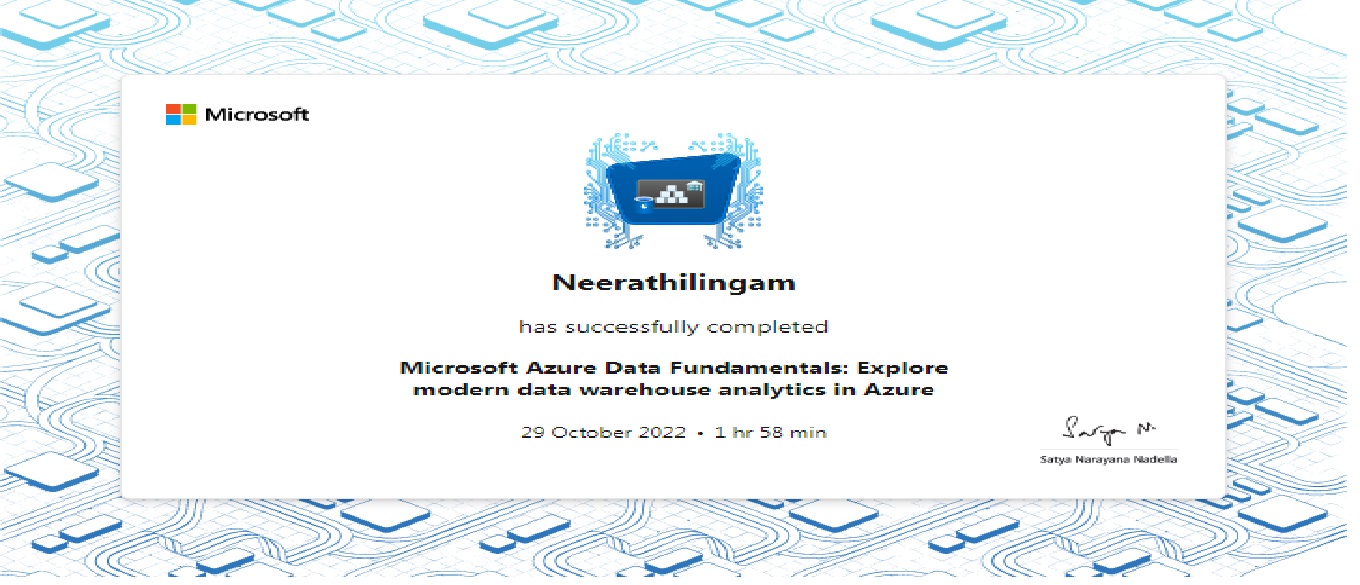 Microsoft
Neerathilingam
has successfully completed
Microsoft Azure Data Fundamentals: Explore
modern data warehouse analytics in Azure
29 October 2022 • 1 hr 58 min
Satya N
Satya Narayana Nadella